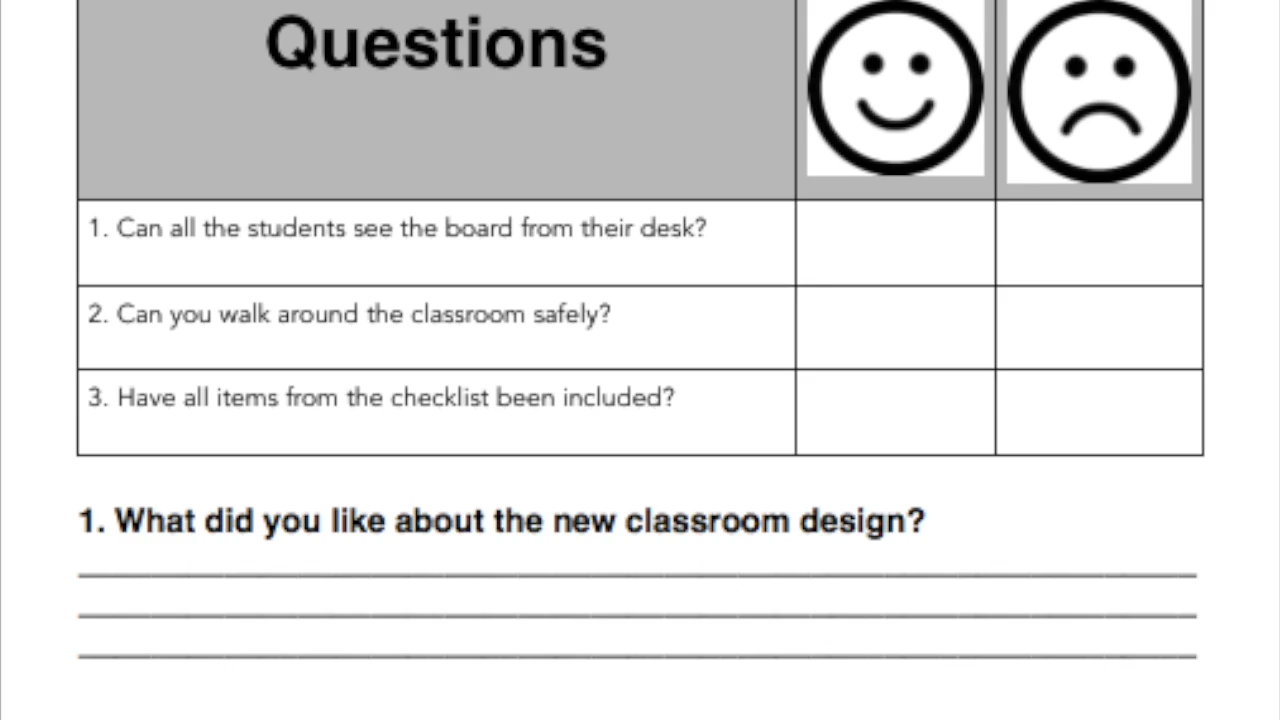 Questions
1. Can all the students see the board from their desk?
2. Can you walk around the classroom safely?
3. Have all items from the checklist been included?
1. What did you like about the new classroom design?